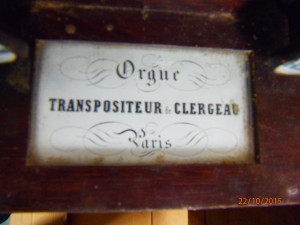 Orgue
TRANSPOSITEUR de CLERGEAU
Paris
22/10/2015